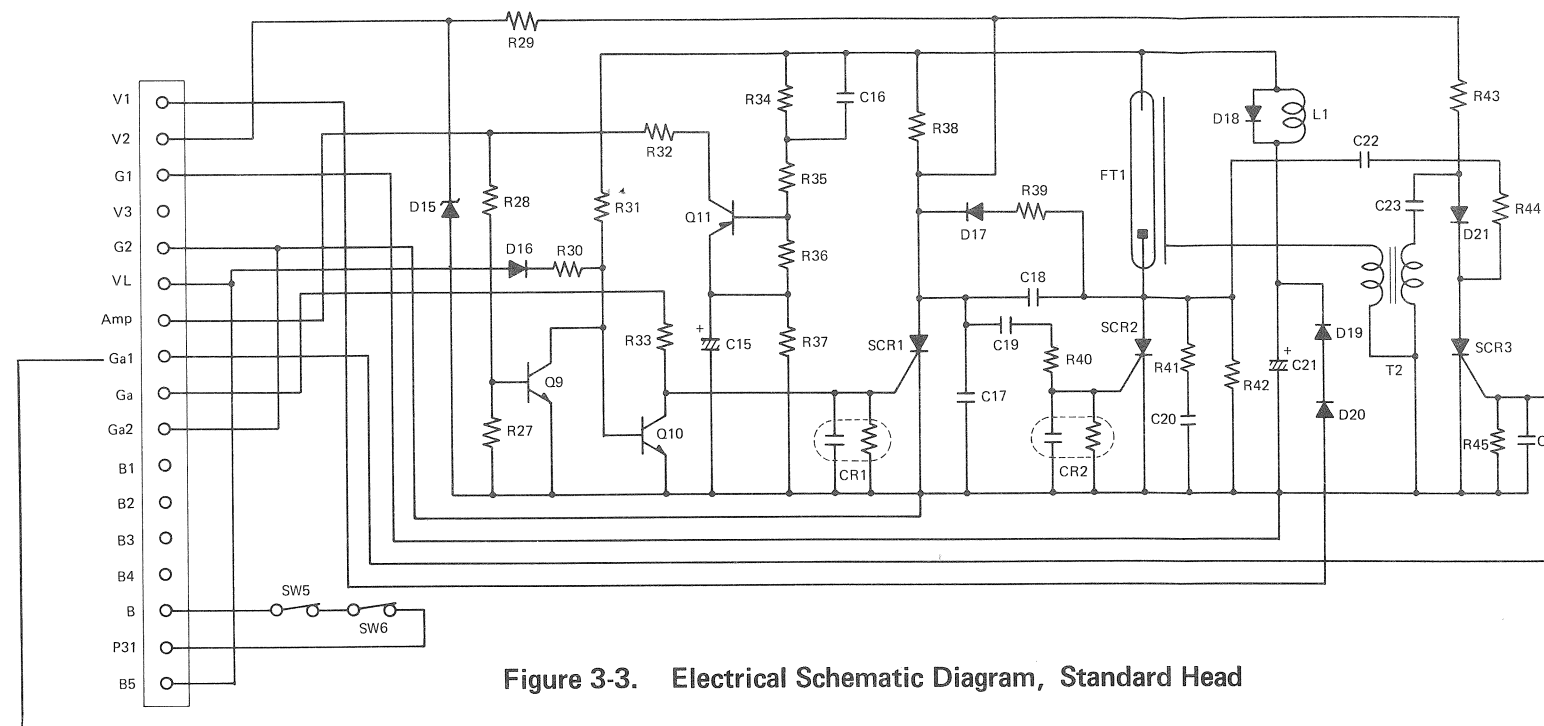 R29
V1
V2
G1
V3
G2
VL
Amp
Ga1
Ga
Ga2
B1
B2
B3
B4
B
P31
B5
SW5
SW6
D15
R28
D16
R30
R31
R32
Q11
R33
Q9
R27
Q10
R34
C16
R35
R36
R37
+
C15
R38
D17
R39
C18
C19
SCR1
C17
R40
CR1
CR2
FT1
SCR2
R41
C20
R42
D18
L1
C22
C23
R43
R44
D21
D19
D20
+
C21
T2
SCR3
R45
C
Figure 3-3. Electrical Schematic Diagram, Standard Head